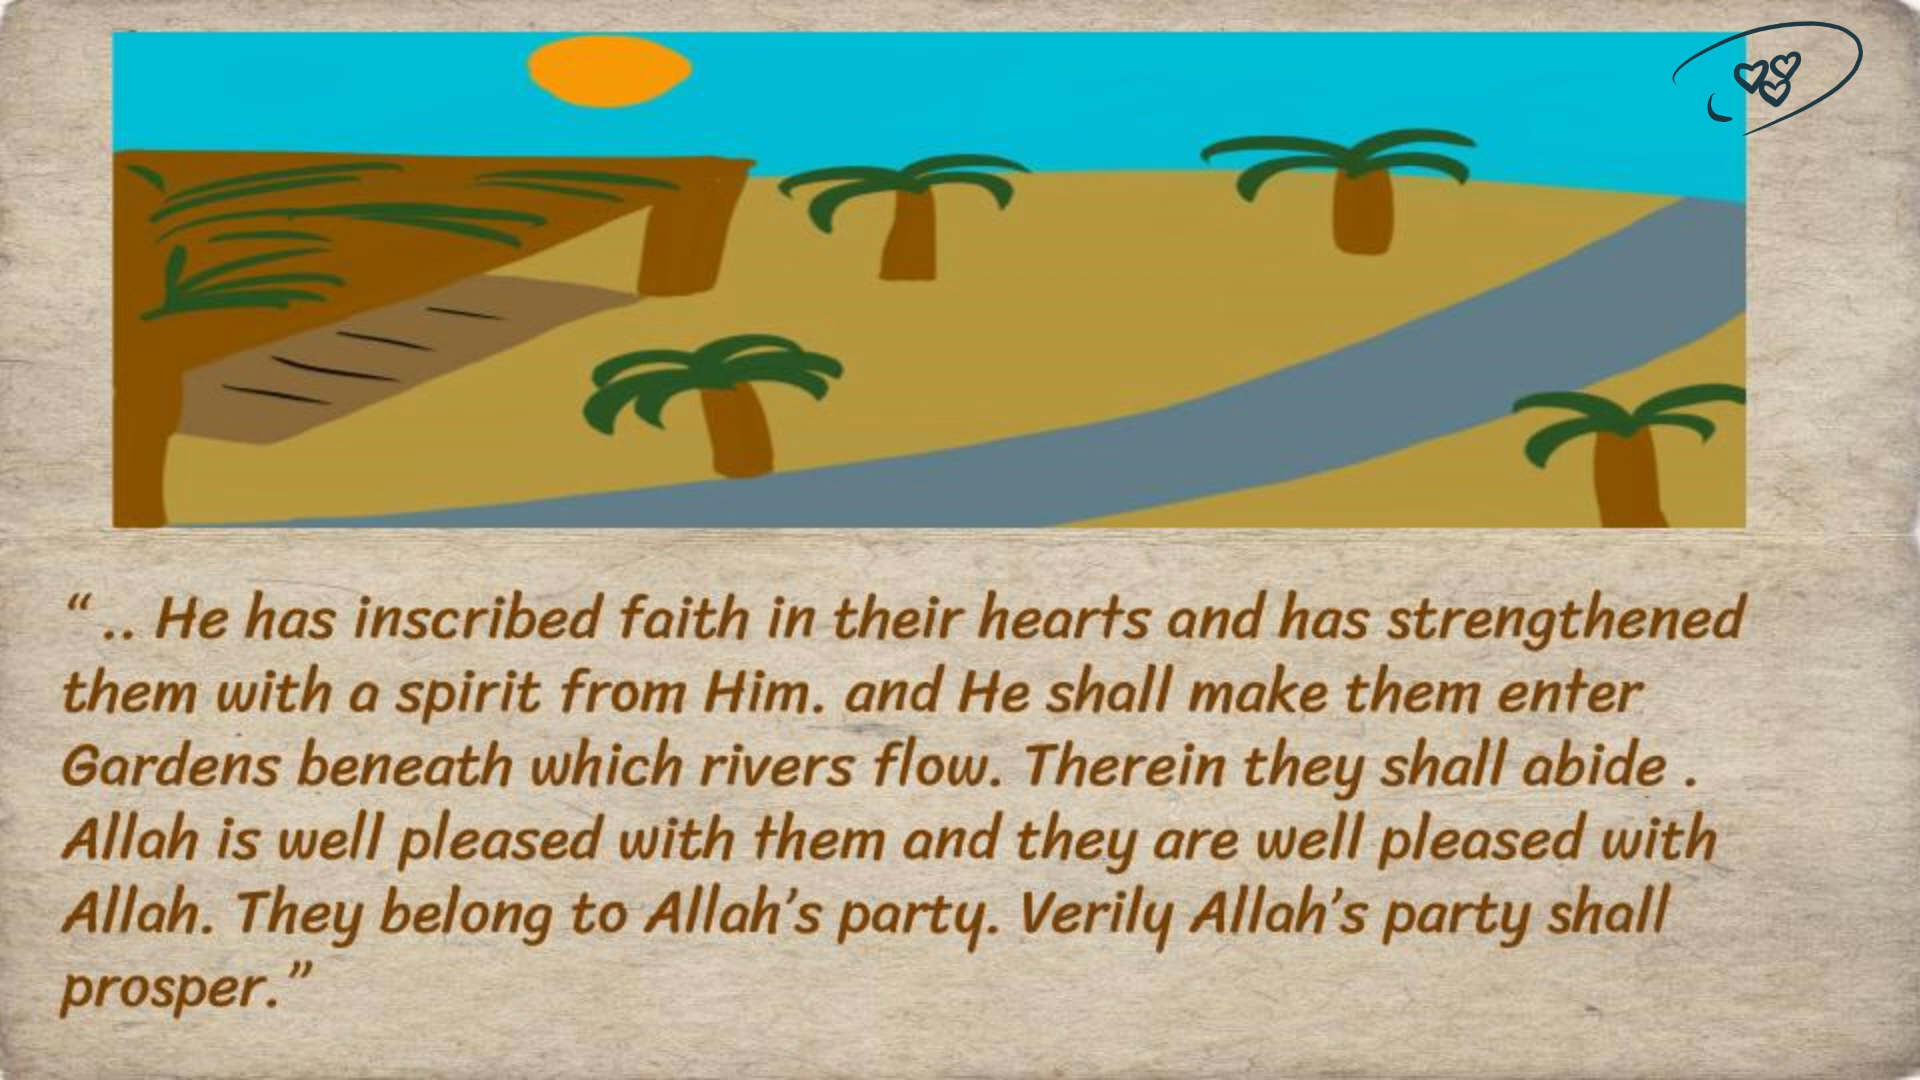 “.. He has inscribed faith in their hearts and has strengthened
them with a spirit from Him. and He shall make them enter
Gardens beneath which rivers flow. Therein they shall abide .
Allah is well pleased with them and they are well pleased with
Allah. They belong to Allah’s party. Verily Allah’s party shall
prosper.”